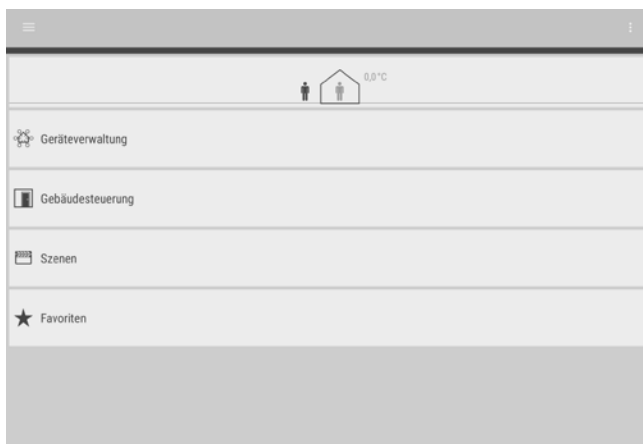 0,0°C
Geräteverwaltung
Gebäudesteuerung
Szenen
Favoriten